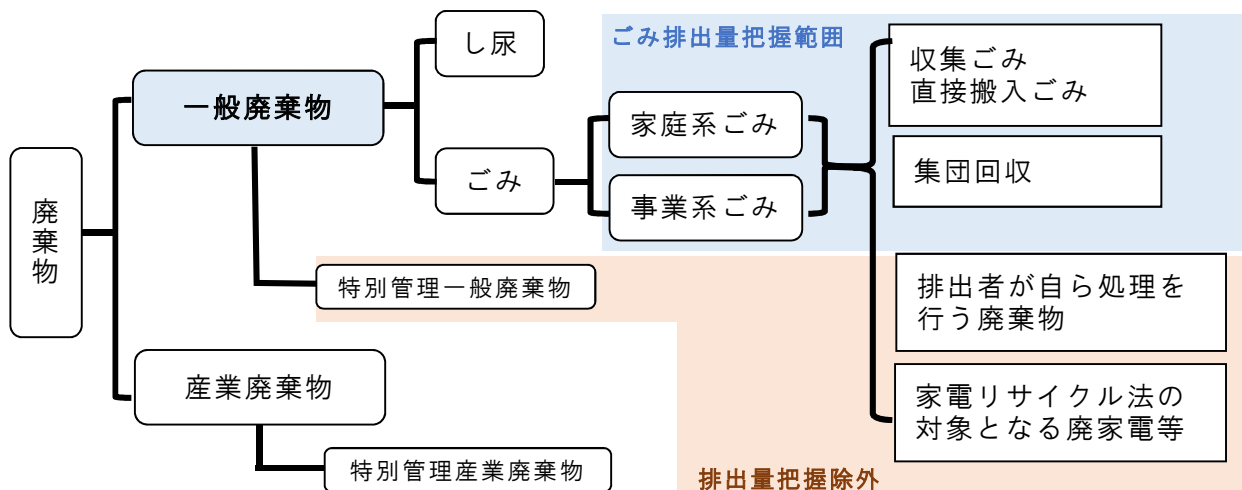 廃棄物
一般廃棄物
し尿
ごみ
特別管理一般廃棄物
産業廃棄物
特別管理産業廃棄物
ごみ排出量把握範囲
家庭系ごみ
事業系ごみ
収集ごみ
直接搬入ごみ
集団回収
排出者が自ら処理を
行う廃棄物
家電リサイクル法の
対象となる廃家電等
排出量把握除外